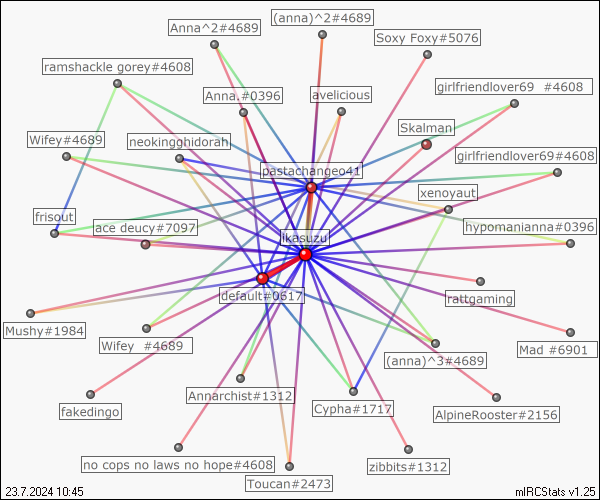 (anna)^2#4689
Anna^2#4689
Soxy Foxy#5076
ramshackle gorey#4608
girlfriendlover69 #4608
Anna.#0396
avelicious
Skalman
Wifey#4689
neokingghidorah
girlfriendlover69#4608
pastachangeo41
xenoyaut
frisout
ace deucy#7097
hypomanianna#0396
ikasuzu
default#0617
rattgaming
Mushy#1984
Wifey #4689
Mad #6901
(anna)^3#4689
Annarchist#1312
Cypha#1717
fakedingo
AlpineRooster#2156
no cops no laws no hope#4608
zibbits#1312
Toucan#2473
23.7.2024 10:45
mIRCStats v1.25